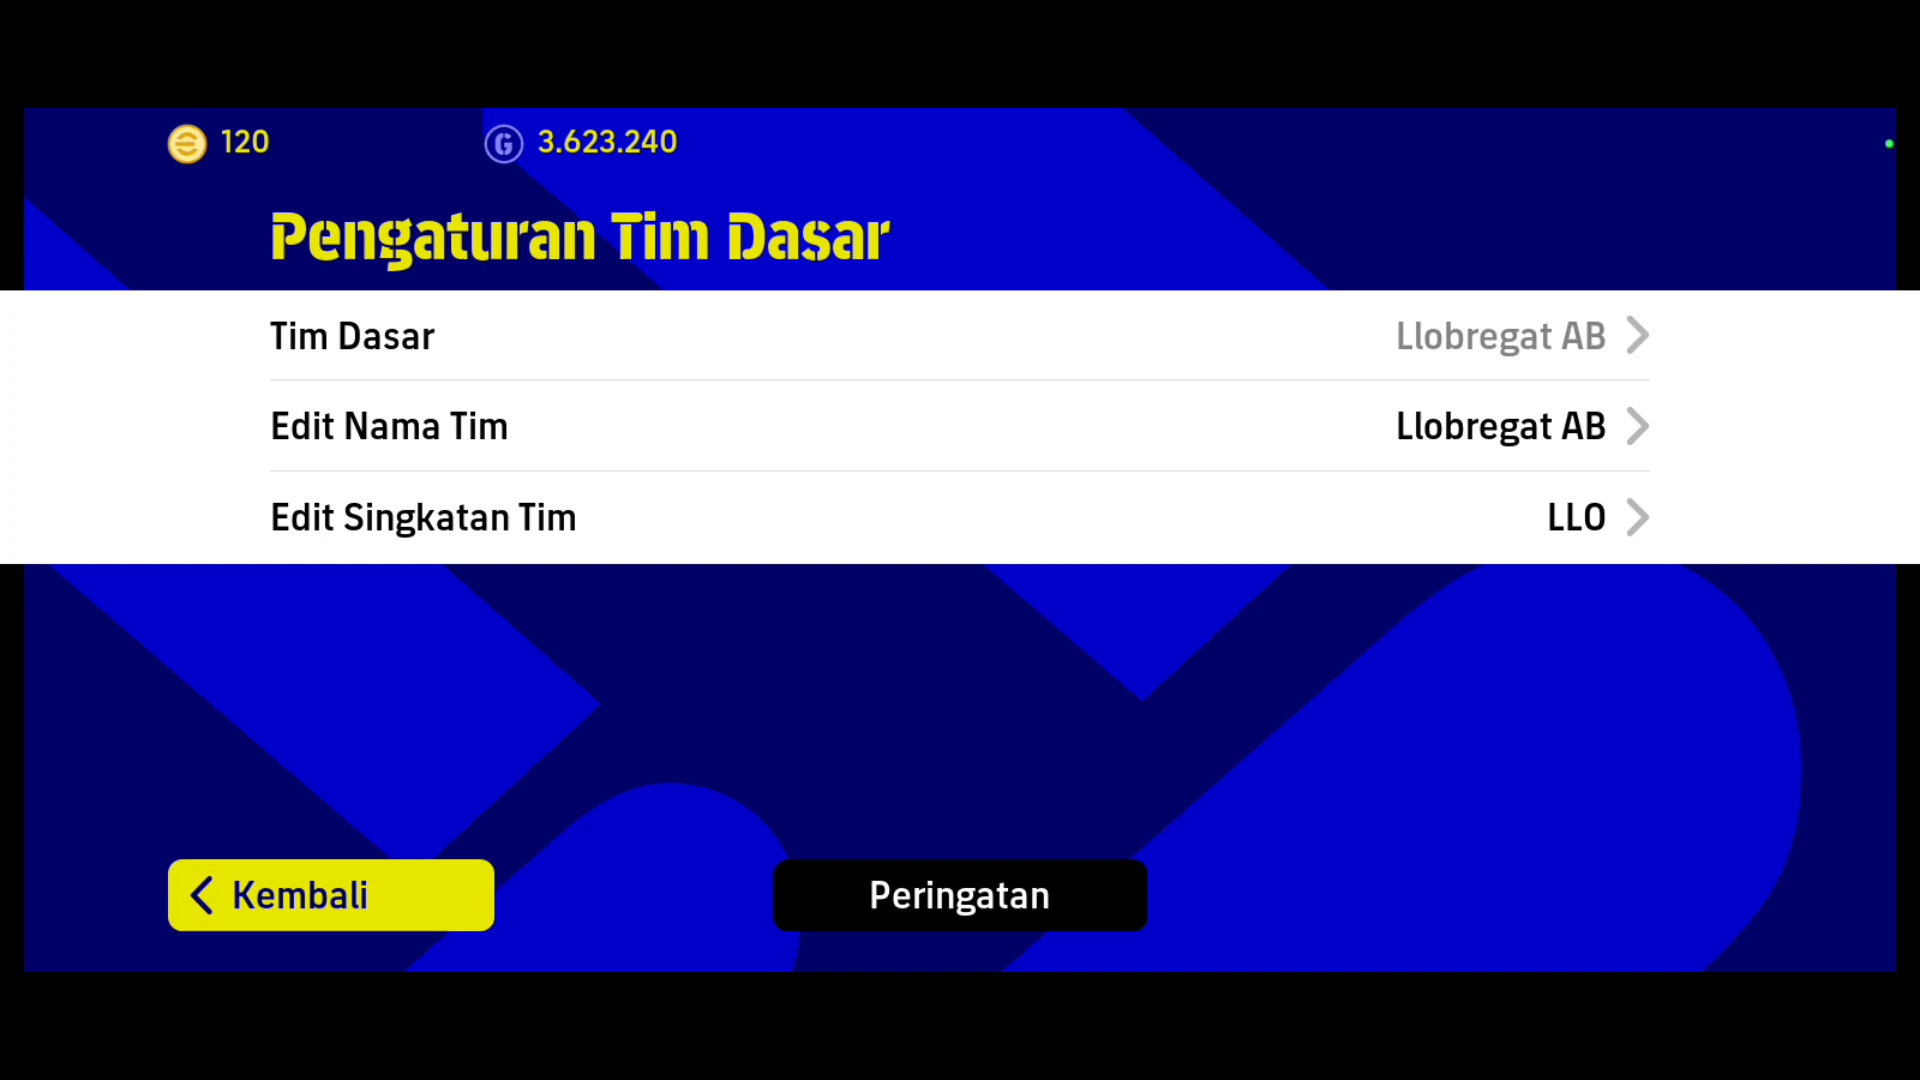 120
3.623.240
Pengaturan Tim Dasar
Tim Dasar Llobregat AB
Edit Nama Tim Llobregat AB
Edit Singkatan Tim LLO
Kembali
Peringatan